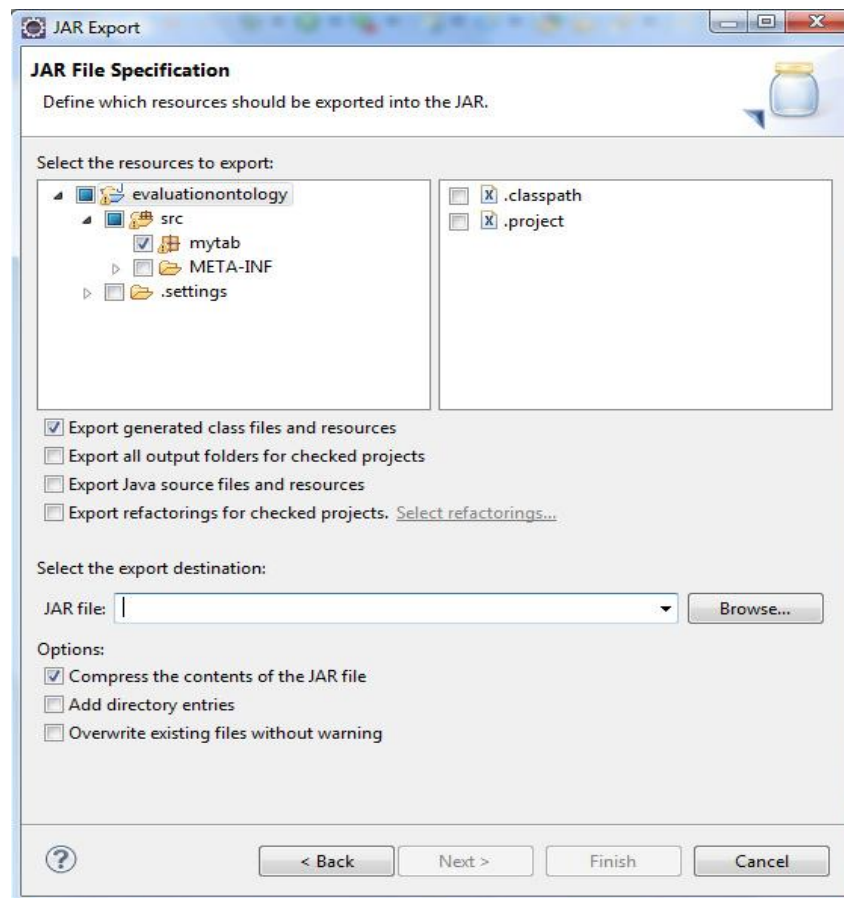 JAR Export
JAR File Specification
Define which resources should be exported into the JAR.
Select the resources to export:
evaluationontology
src
mytab
META-INF
.settings
.classpath
.project
Export generated class files and resources
Export all output folders for checked projects
Export Java source files and resources
Export refactorings for checked projects. Select refactorings...
Select the export destination:
JAR file:
Browse...
Options:
Compress the contents of the JAR file
Add directory entries
Overwrite existing files without warning
? < Back Next > Finish Cancel